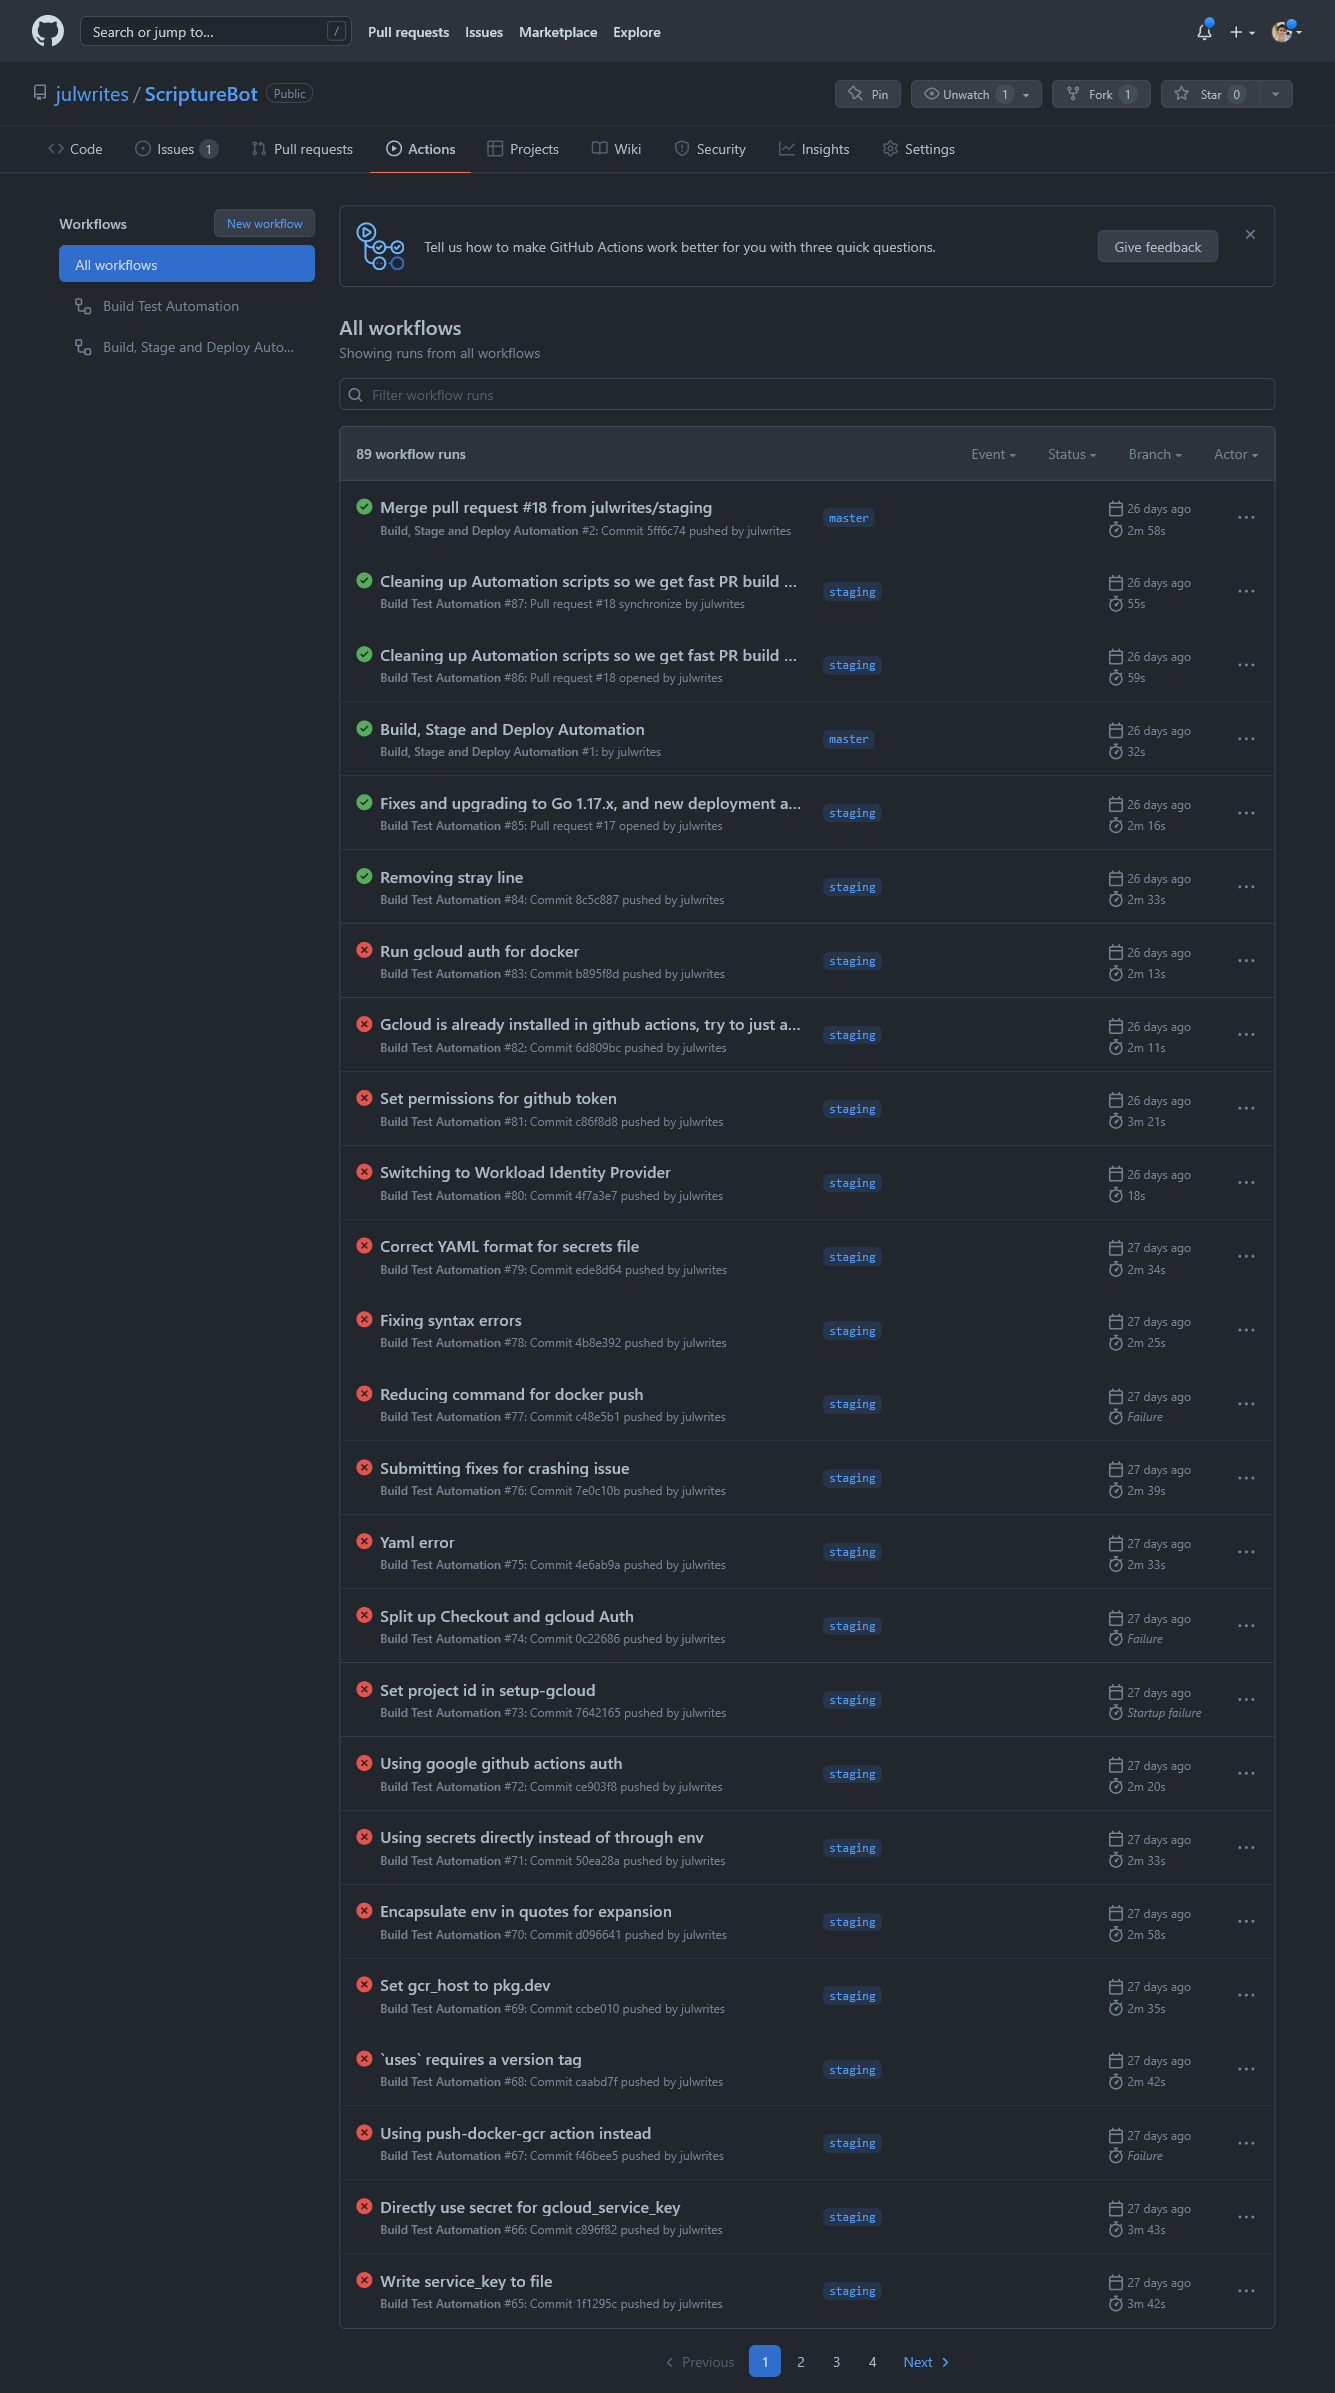 Search or jump to... /
Pull requests Issues Marketplace Explore
julwrites / ScriptureBot Public
Pin Unwatch 1 Fork 1 Star 0
Code Issues 1 Pull requests Actions Projects Wiki Security Insights Settings
Workflows New workflow
All workflows
Build Test Automation
Build, Stage and Deploy Auto...
Tell us how to make GitHub Actions work better for you with three quick questions. Give feedback
All workflows
Showing runs from all workflows
Filter workflow runs
89 workflow runs Event Status Branch Actor
Merge pull request #18 from julwrites/staging master 26 days ago
Build, Stage and Deploy Automation #2: Commit 5ff6c74 pushed by julwrites 2m 58s
Cleaning up Automation scripts so we get fast PR build ... staging 26 days ago
Build Test Automation #87: Pull request #18 synchronize by julwrites 55s
Cleaning up Automation scripts so we get fast PR build ... staging 26 days ago
Build Test Automation #86: Pull request #18 opened by julwrites 59s
Build, Stage and Deploy Automation master 26 days ago
Build, Stage and Deploy Automation #1: by julwrites 32s
Fixes and upgrading to Go 1.17.x, and new deployment a... staging 26 days ago
Build Test Automation #85: Pull request #17 opened by julwrites 2m 16s
Removing stray line staging 26 days ago
Build Test Automation #84: Commit 8c5c887 pushed by julwrites 2m 33s
Run gcloud auth for docker staging 26 days ago
Build Test Automation #83: Commit b895f8d pushed by julwrites 2m 13s
Gcloud is already installed in github actions, try to just a... staging 26 days ago
Build Test Automation #82: Commit 6d809bc pushed by julwrites 2m 11s
Set permissions for github token staging 26 days ago
Build Test Automation #81: Commit c86f8d8 pushed by julwrites 3m 21s
Switching to Workload Identity Provider staging 26 days ago
Build Test Automation #80: Commit 4f7a3e7 pushed by julwrites 18s
Correct YAML format for secrets file staging 27 days ago
Build Test Automation #79: Commit ede8d64 pushed by julwrites 2m 34s
Fixing syntax errors staging 27 days ago
Build Test Automation #78: Commit 4b8e392 pushed by julwrites 2m 25s
Reducing command for docker push staging 27 days ago
Build Test Automation #77: Commit c48e5b1 pushed by julwrites Failure
Submitting fixes for crashing issue staging 27 days ago
Build Test Automation #76: Commit 7e0c10b pushed by julwrites 2m 39s
Yaml error staging 27 days ago
Build Test Automation #75: Commit 4e6ab9a pushed by julwrites 2m 33s
Split up Checkout and gcloud Auth staging 27 days ago
Build Test Automation #74: Commit 0c22686 pushed by julwrites Failure
Set project id in setup-gcloud staging 27 days ago
Build Test Automation #73: Commit 7642165 pushed by julwrites Startup failure
Using google github actions auth staging 27 days ago
Build Test Automation #72: Commit ce903f8 pushed by julwrites 2m 20s
Using secrets directly instead of through env staging 27 days ago
Build Test Automation #71: Commit 50ea28a pushed by julwrites 2m 33s
Encapsulate env in quotes for expansion staging 27 days ago
Build Test Automation #70: Commit d096641 pushed by julwrites 2m 58s
Set gcr_host to pkg.dev staging 27 days ago
Build Test Automation #69: Commit ccbe010 pushed by julwrites 2m 35s
`uses` requires a version tag staging 27 days ago
Build Test Automation #68: Commit caabd7f pushed by julwrites 2m 42s
Using push-docker-gcr action instead staging 27 days ago
Build Test Automation #67: Commit f46bee5 pushed by julwrites Failure
Directly use secret for gcloud_service_key staging 27 days ago
Build Test Automation #66: Commit c896f82 pushed by julwrites 3m 43s
Write service_key to file staging 27 days ago
Build Test Automation #65: Commit 1f1295c pushed by julwrites 3m 42s
Previous 1 2 3 4 Next